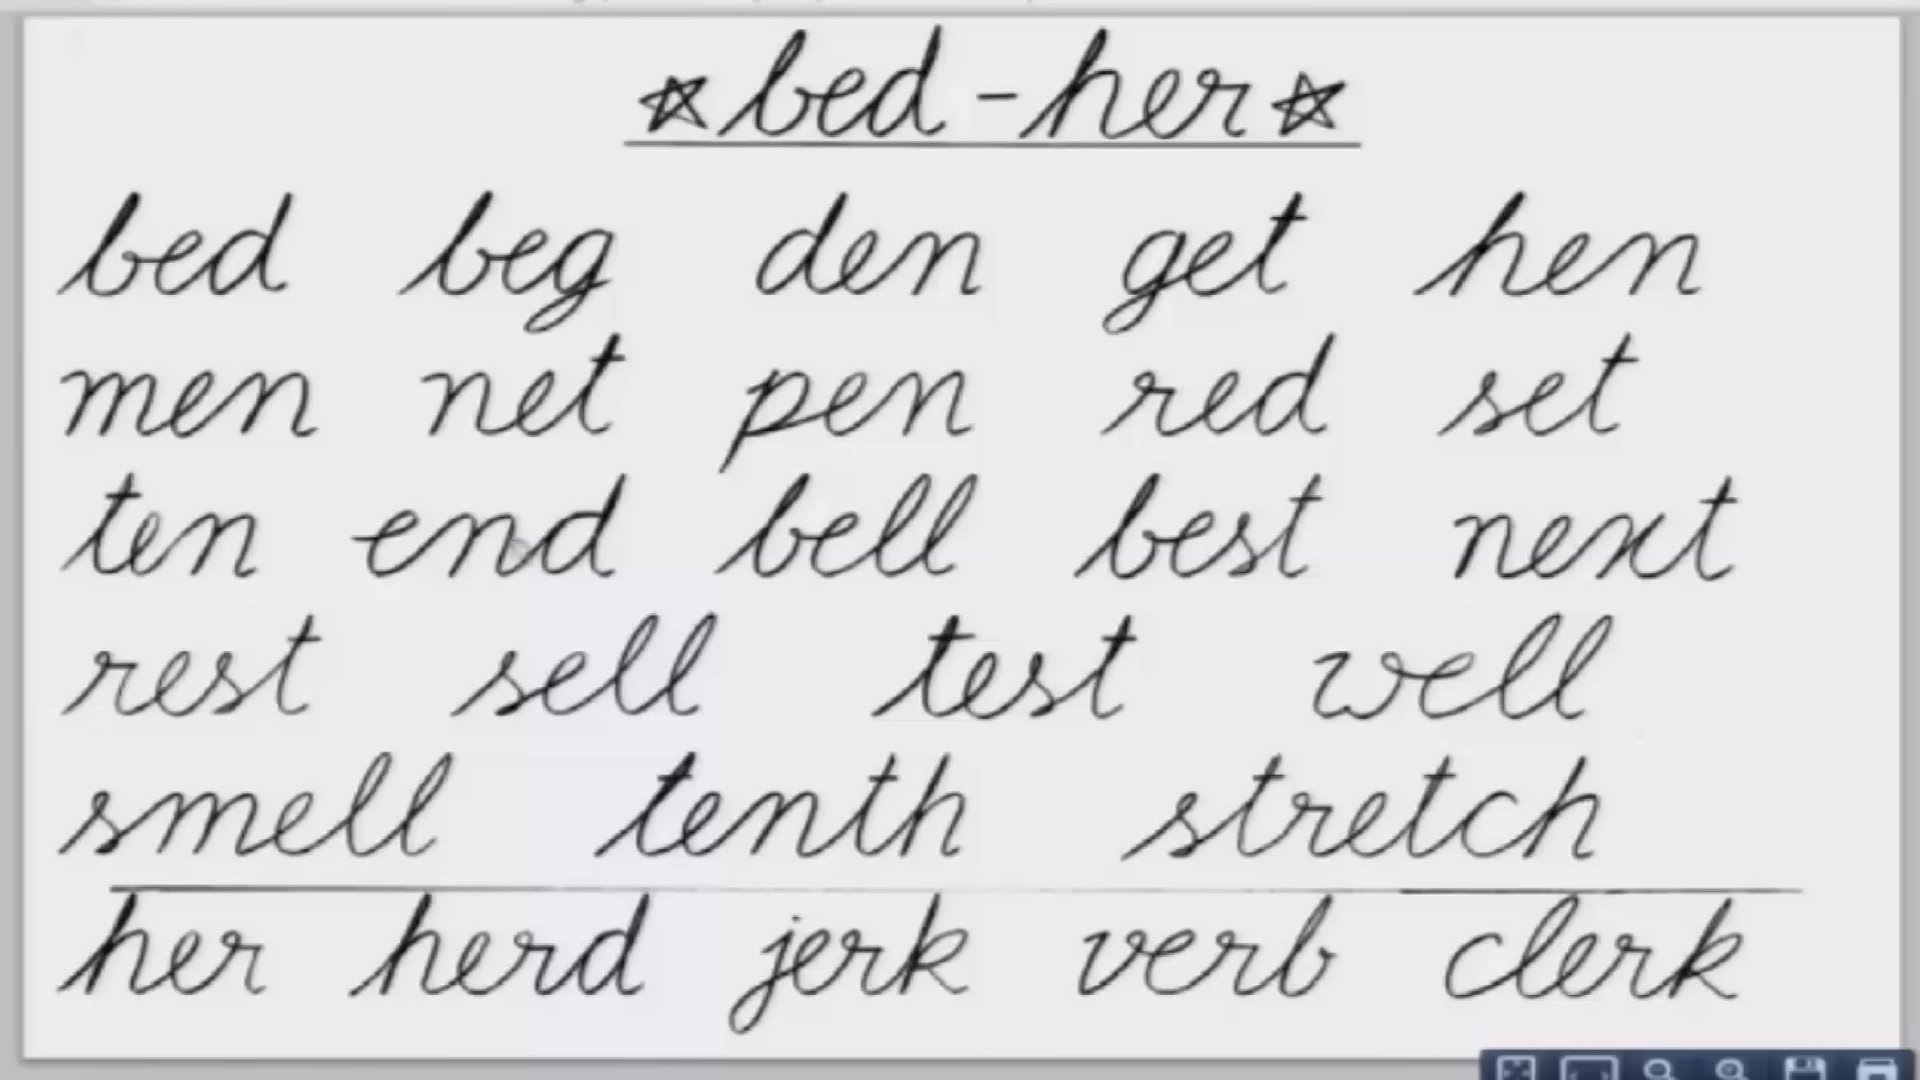 ☆bed-her☆
bed beg den get hen
men net pen red set
ten end bell best next
rest sell test well
smell tenth stretch
her herd jerk verb clerk